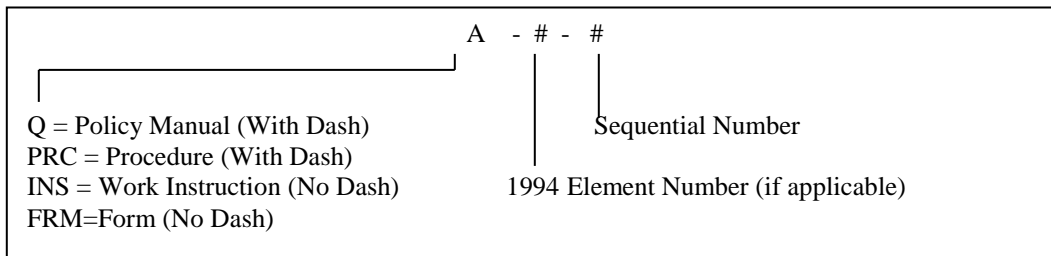 A - # - #
Q = Policy Manual (With Dash)
Sequential Number
PRC = Procedure (With Dash)
INS = Work Instruction (No Dash)
1994 Element Number (if applicable)
FRM=Form (No Dash)